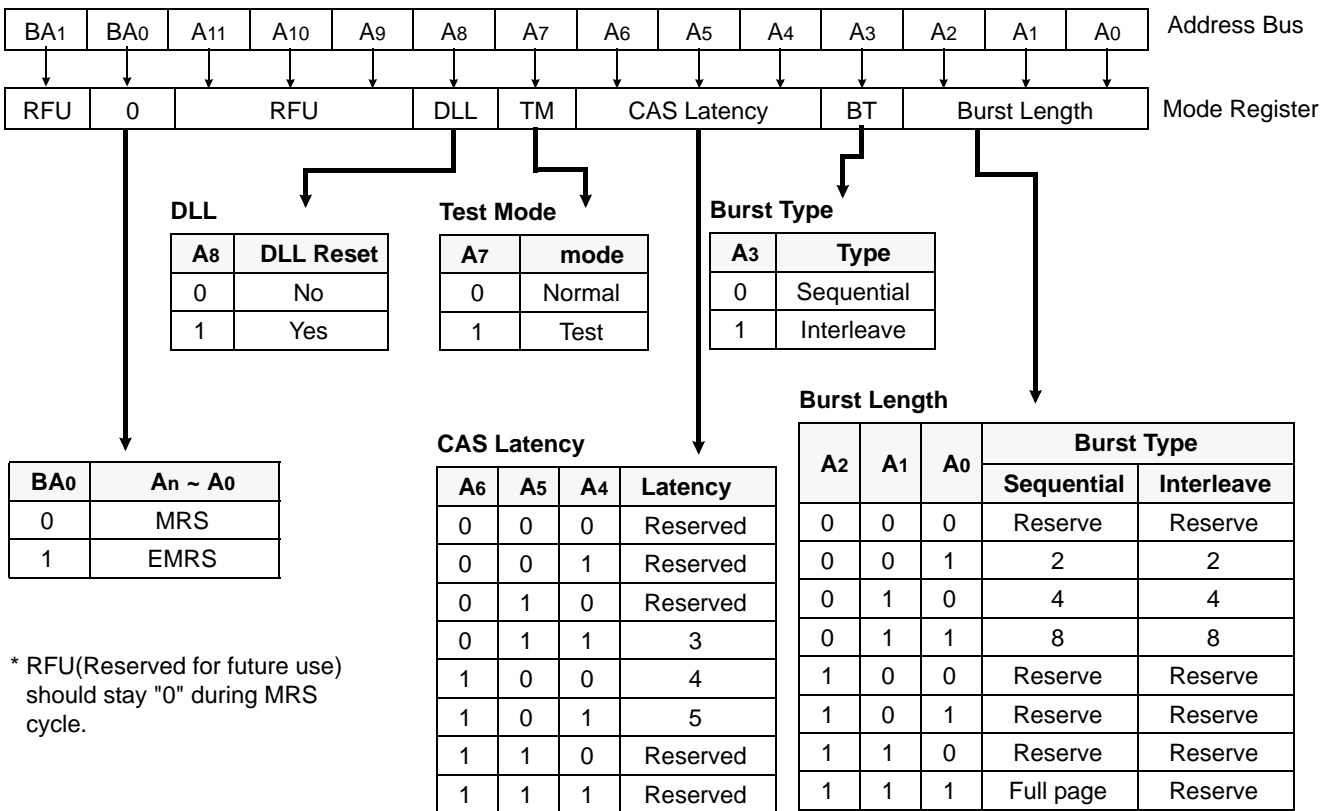 BA1 BA0 A11 A10 A9 A8 A7 A6 A5 A4 A3 A2 A1 A0 Address Bus
RFU 0 RFU DLL TM CAS Latency BT Burst Length Mode Register
DLL
A8 DLL Reset
0 No
1 Yes
Test Mode
A7 mode
0 Normal
1 Test
Burst Type
A3 Type
0 Sequential
1 Interleave
BA0 An ~ A0
0 MRS
1 EMRS
* RFU(Reserved for future use)
should stay "0" during MRS
cycle.
CAS Latency
A6 A5 A4 Latency
0 0 0 Reserved
0 0 1 Reserved
0 1 0 Reserved
0 1 1 3
1 0 0 4
1 0 1 5
1 1 0 Reserved
1 1 1 Reserved
Burst Length
A2 A1 A0 Burst Type
Sequential Interleave
0 0 0 Reserve Reserve
0 0 1 2 2
0 1 0 4 4
0 1 1 8 8
1 0 0 Reserve Reserve
1 0 1 Reserve Reserve
1 1 0 Reserve Reserve
1 1 1 Full page Reserve